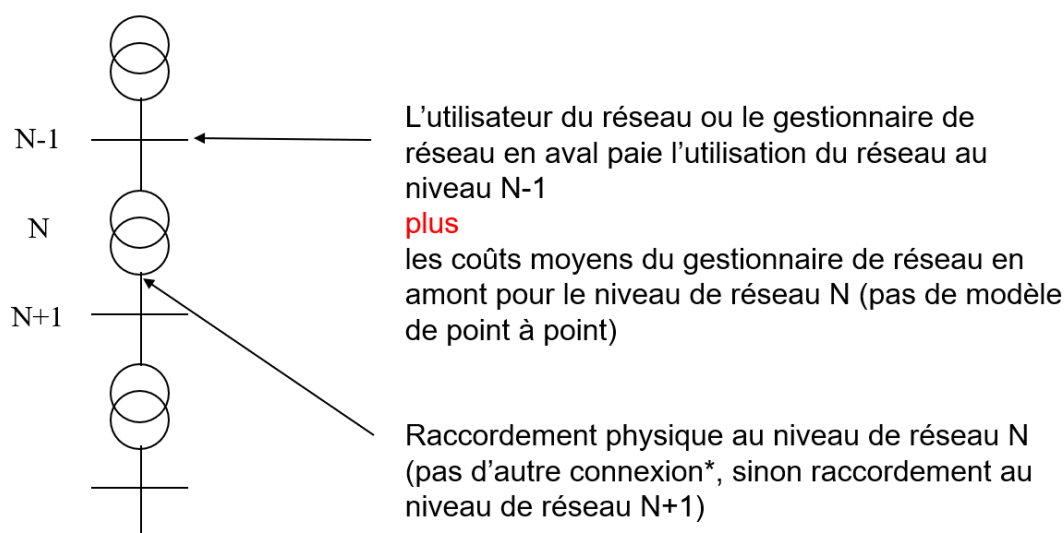 N-1
N
N+1
L’utilisateur du réseau ou le gestionnaire de
réseau en aval paie l’utilisation du réseau au
niveau N-1
plus
les coûts moyens du gestionnaire de réseau en
amont pour le niveau de réseau N (pas de modèle
de point à point)
Raccordement physique au niveau de réseau N
(pas d’autre connexion*, sinon raccordement au
niveau de réseau N+1)